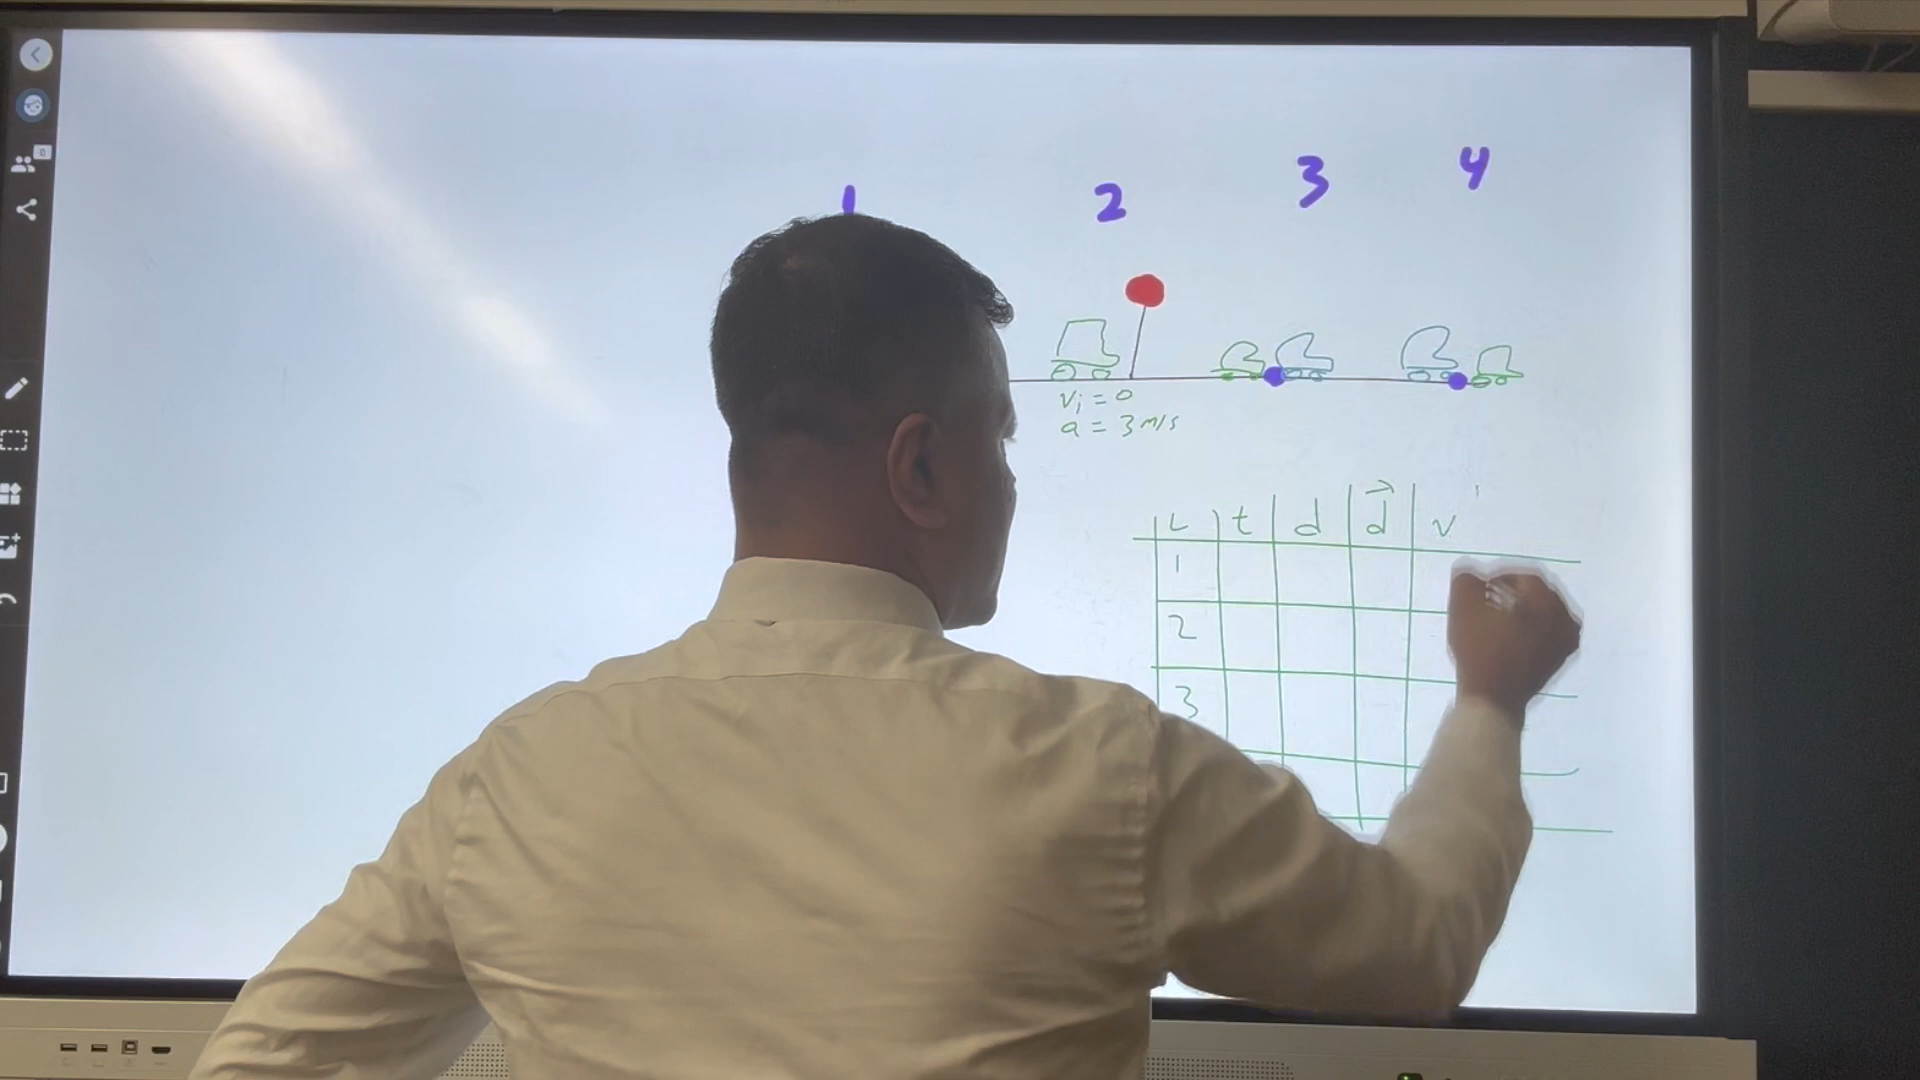 1 2 3 4
vᵢ = 0
a = 3 m/s
L t d d⃗ v
1
2
3